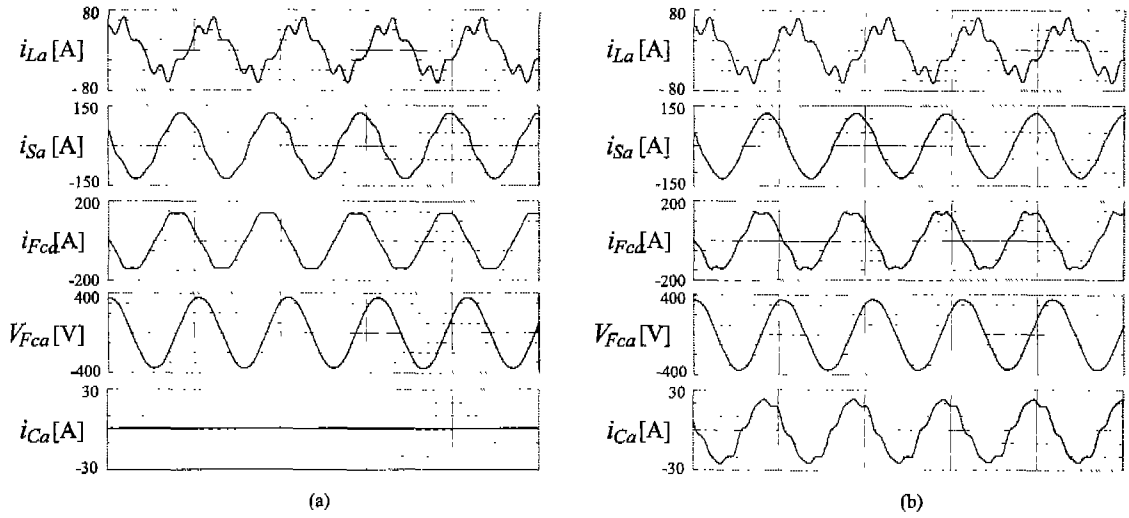 80
i_La [A]
80
150
i_Sa [A]
-150
200
i_Fca [A]
-200
400
V_Fca [V]
-400
30
i_Ca [A]
-30
(a)
80
i_La [A]
80
150
i_Sa [A]
-150
200
i_Fca [A]
-200
400
V_Fca [V]
-400
30
i_Ca [A]
-30
(b)